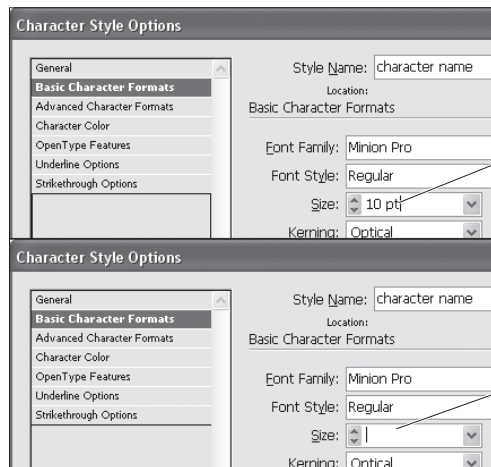 Character Style Options
General
Basic Character Formats
Advanced Character Formats
Character Color
OpenType Features
Underline Options
Strikethrough Options
Style Name: character name
Location:
Basic Character Formats
Font Family: Minion Pro
Font Style: Regular
Size: 10 pt
Kerning: Optical
Character Style Options
General
Basic Character Formats
Advanced Character Formats
Character Color
OpenType Features
Underline Options
Strikethrough Options
Style Name: character name
Location:
Basic Character Formats
Font Family: Minion Pro
Font Style: Regular
Size:
Kerning: Optical